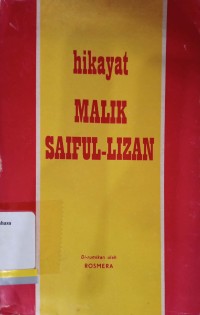 hikayat
MALIK
SAIFUL-LIZAN
Diusahakan oleh
ROSMERA